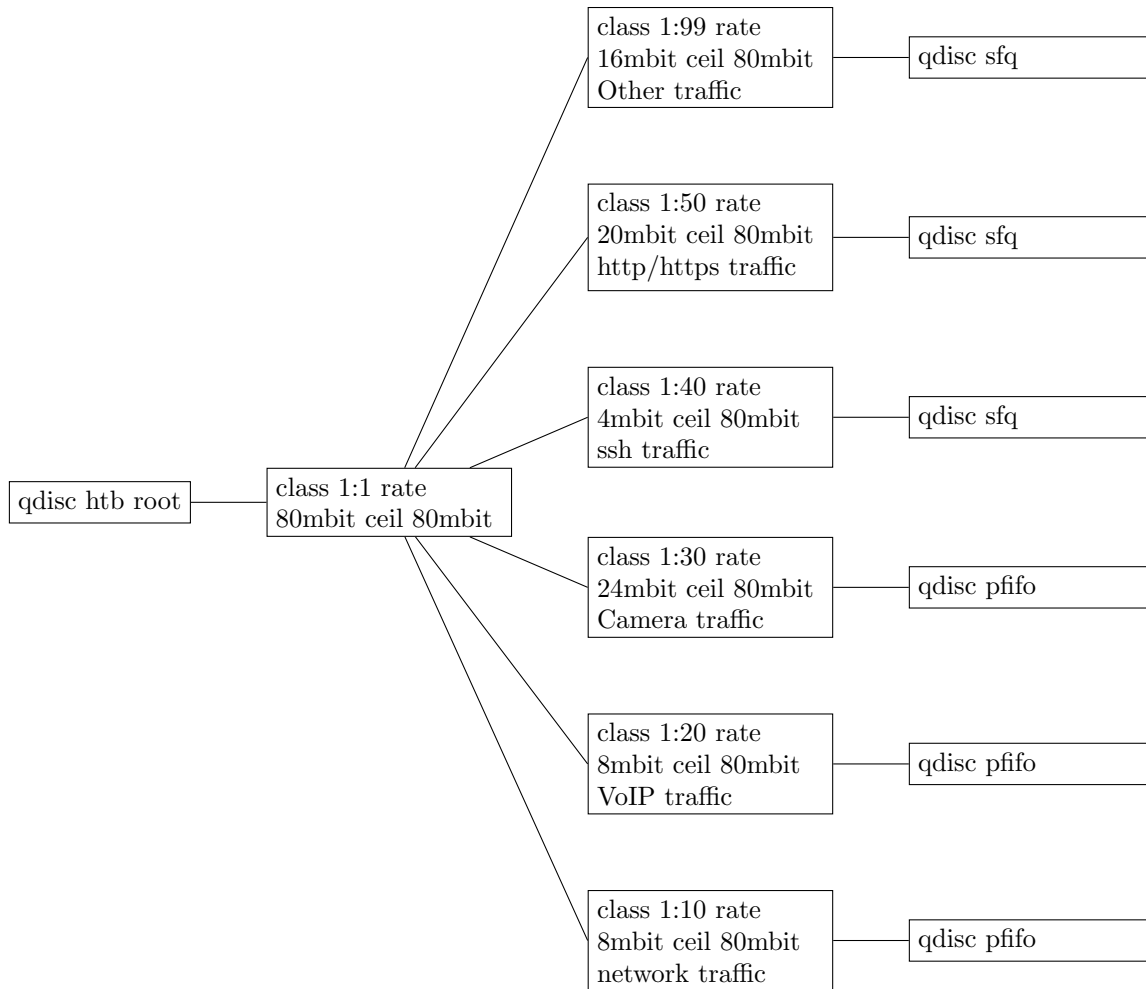 class 1:99 rate
16mbit ceil 80mbit
Other traffic
qdisc sfq
class 1:50 rate
20mbit ceil 80mbit
http/https traffic
qdisc sfq
class 1:40 rate
4mbit ceil 80mbit
ssh traffic
qdisc sfq
qdisc htb root
class 1:1 rate
80mbit ceil 80mbit
class 1:30 rate
24mbit ceil 80mbit
Camera traffic
qdisc pfifo
class 1:20 rate
8mbit ceil 80mbit
VoIP traffic
qdisc pfifo
class 1:10 rate
8mbit ceil 80mbit
network traffic
qdisc pfifo